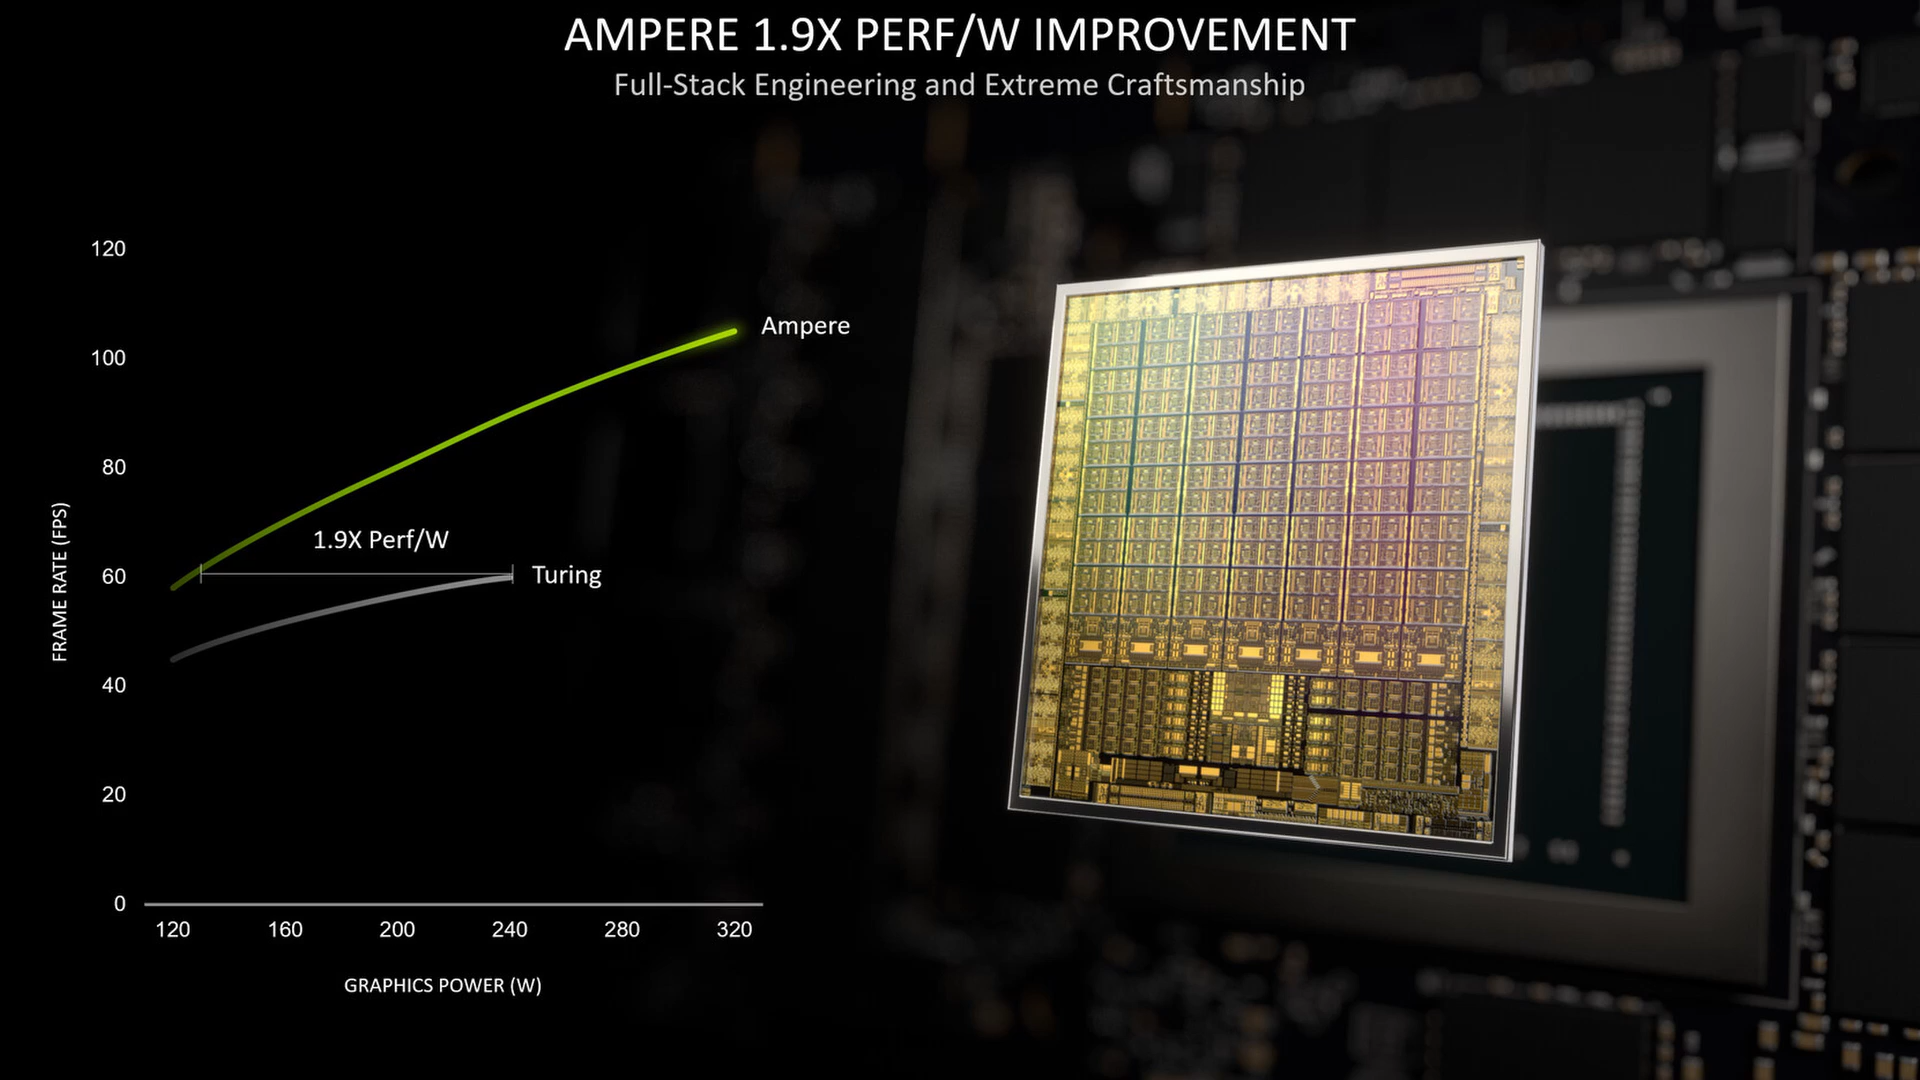 AMPERE 1.9X PERF/W IMPROVEMENT
Full-Stack Engineering and Extreme Craftsmanship
120
100
80
60
40
20
0
FRAME RATE (FPS)
Ampere
1.9X Perf/W
Turing
120 160 200 240 280 320
GRAPHICS POWER (W)